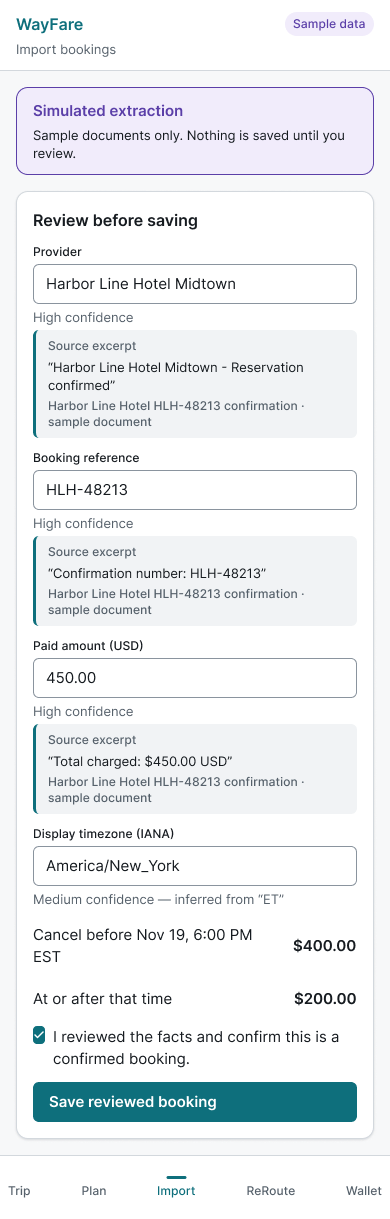 WayFare
Sample data
Import bookings
Simulated extraction
Sample documents only. Nothing is saved until you
review.
Review before saving
Provider
Harbor Line Hotel Midtown
High confidence
Source excerpt
“Harbor Line Hotel Midtown - Reservation
confirmed”
Harbor Line Hotel HLH-48213 confirmation ·
sample document
Booking reference
HLH-48213
High confidence
Source excerpt
“Confirmation number: HLH-48213”
Harbor Line Hotel HLH-48213 confirmation ·
sample document
Paid amount (USD)
450.00
High confidence
Source excerpt
“Total charged: $450.00 USD”
Harbor Line Hotel HLH-48213 confirmation ·
sample document
Display timezone (IANA)
America/New_York
Medium confidence — inferred from “ET”
Cancel before Nov 19, 6:00 PM
EST
$400.00
At or after that time
$200.00
I reviewed the facts and confirm this is a
confirmed booking.
Save reviewed booking
Trip
Plan
Import
ReRoute
Wallet